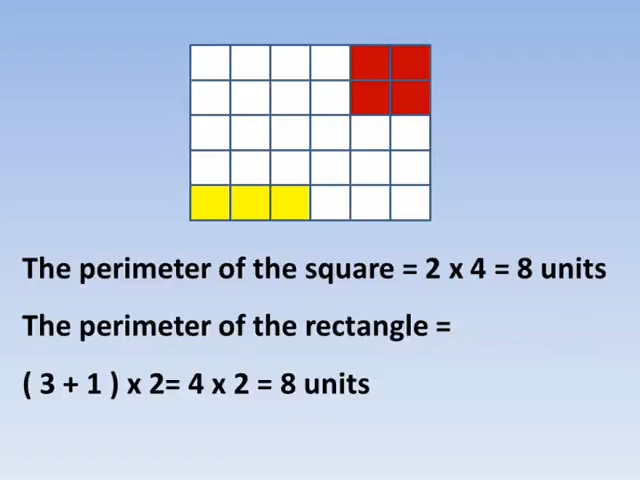 The perimeter of the square = 2 x 4 = 8 units
The perimeter of the rectangle =
( 3 + 1 ) x 2= 4 x 2 = 8 units